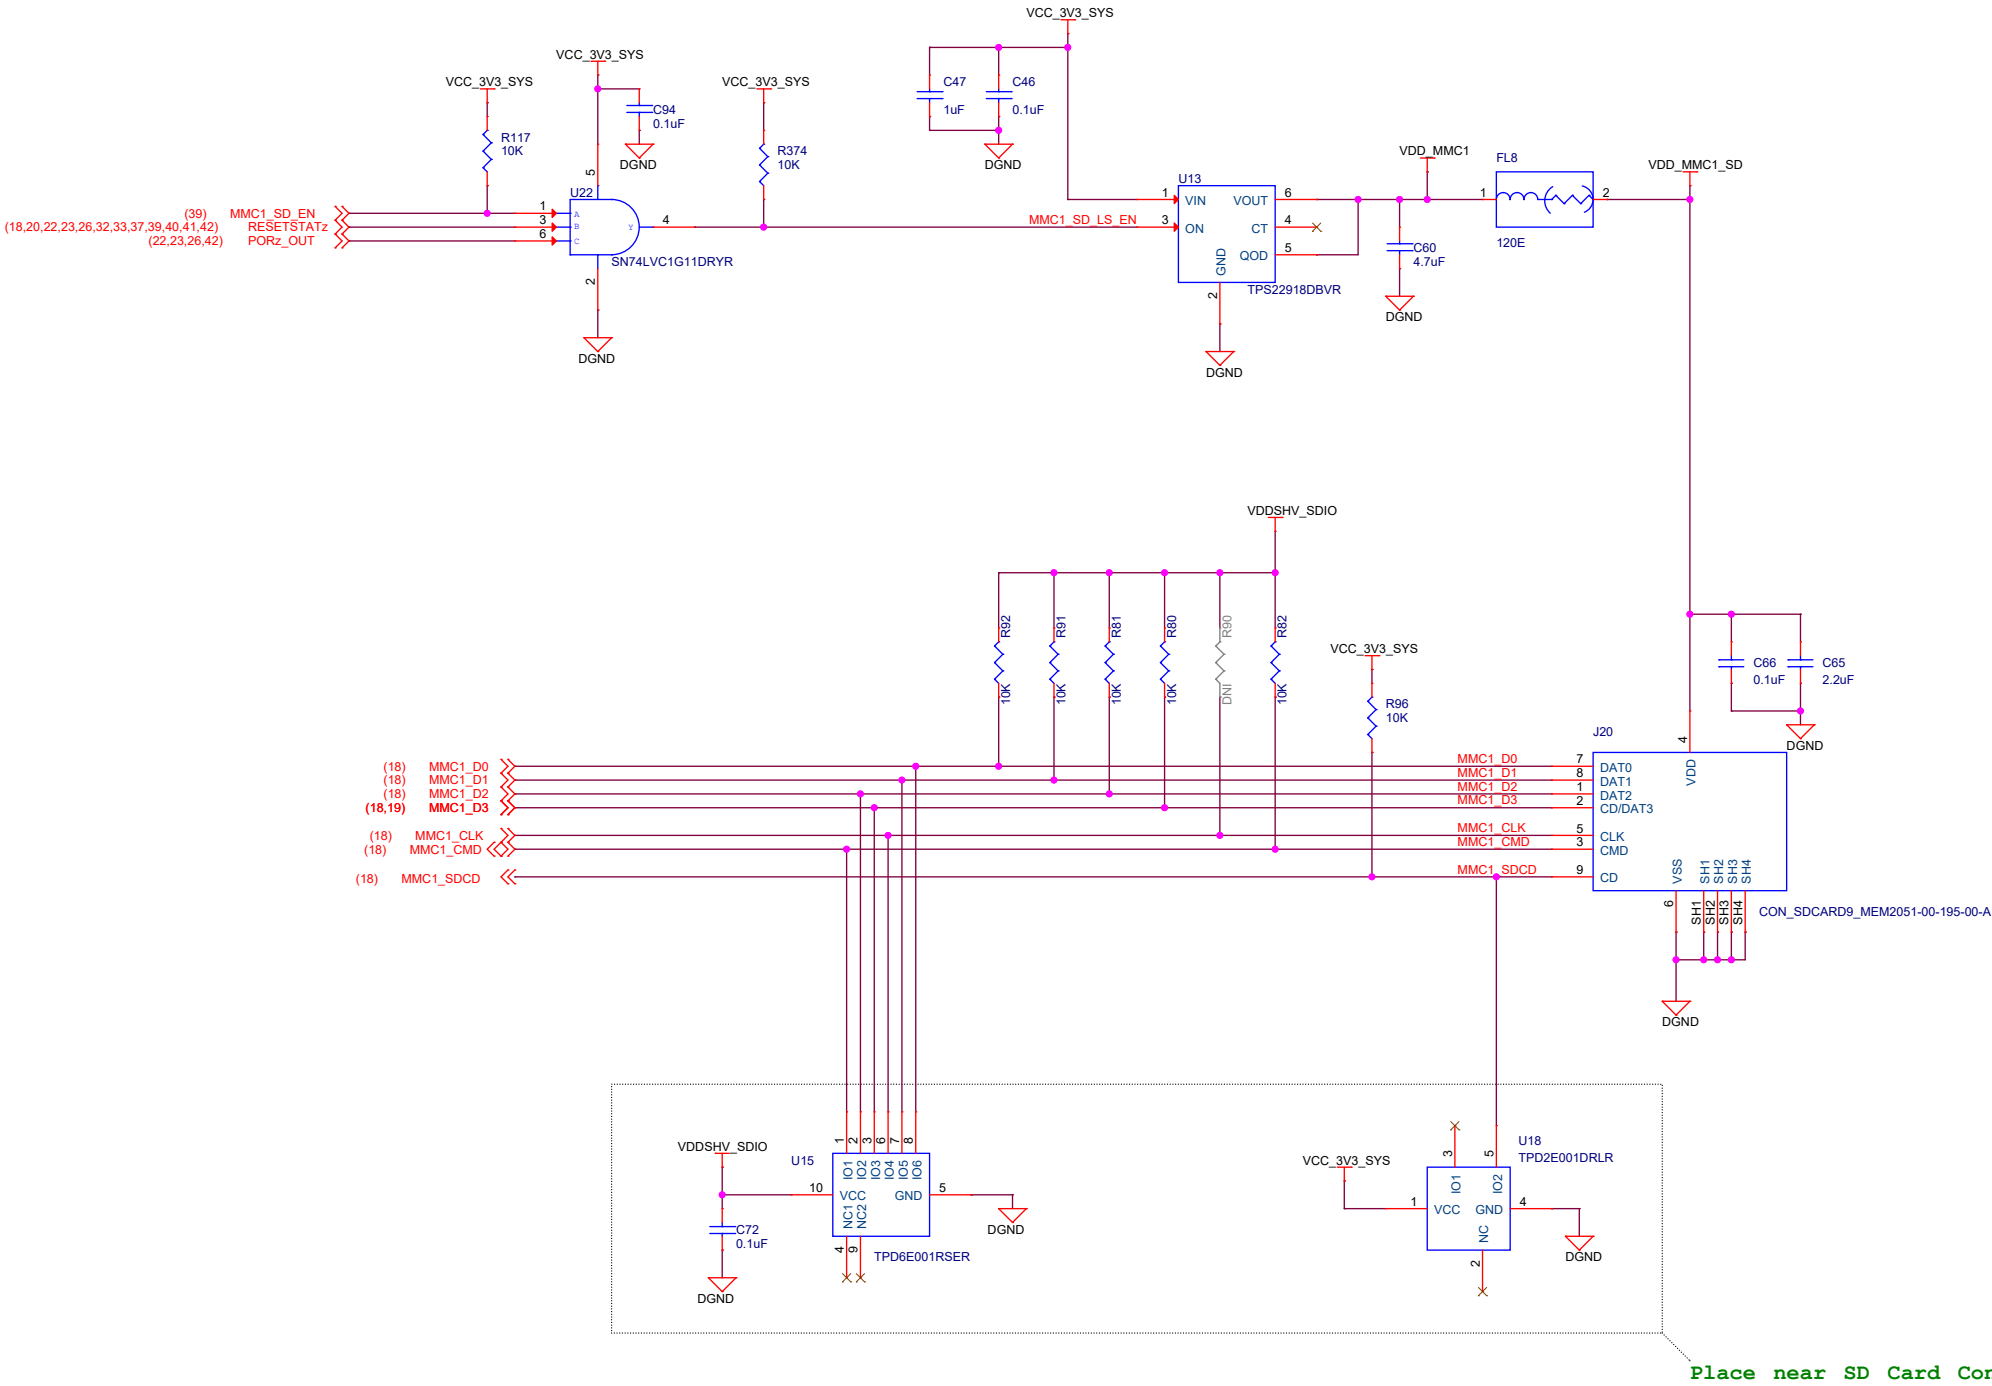 VCC_3V3_SYS
VCC_3V3_SYS
VCC_3V3_SYS
VCC_3V3_SYS
C47
1uF
C46
0.1uF
C94
0.1uF
DGND
R117
10K
R374
10K
DGND
VDD_MMC1
FL8
VDD_MMC1_SD
1
2
120E
5
U22
(39) MMC1_SD_EN
(18,20,22,23,26,32,33,37,39,40,41,42) RESETSTATz
(22,23,26,42) PORz_OUT
1
3
6
A
B
C
Y
4
2
SN74LVC1G11DRYR
DGND
MMC1_SD_LS_EN
U13
1
3
VIN
ON
VOUT
CT
QOD
GND
6
4
5
2
TPS22918DBVR
DGND
C60
4.7uF
DGND
VDDSHV_SDIO
R92
10K
R91
10K
R81
10K
R80
10K
R90
DNI
R82
10K
VCC_3V3_SYS
R96
10K
C66
0.1uF
C65
2.2uF
DGND
J20
4
VDD
(18) MMC1_D0
(18) MMC1_D1
(18) MMC1_D2
(18,19) MMC1_D3
(18) MMC1_CLK
(18) MMC1_CMD
(18) MMC1_SDCD
MMC1_D0 7 DAT0
MMC1_D1 8 DAT1
MMC1_D2 1 DAT2
MMC1_D3 2 CD/DAT3
MMC1_CLK 5 CLK
MMC1_CMD 3 CMD
MMC1_SDCD 9 CD
VSS
SH1
SH2
SH3
SH4
6
SH1
SH2
SH3
SH4
CON_SDCARD9_MEM2051-00-195-00-A
DGND
VDDSHV_SDIO
U15
1
2
3
6
7
8
IO1
IO2
IO3
IO4
IO5
IO6
10
VCC
GND
5
NC1
NC2
4
9
TPD6E001RSER
C72
0.1uF
DGND
DGND
VCC_3V3_SYS
U18
TPD2E001DRLR
3
5
IO1
IO2
1
VCC
GND
4
NC
2
DGND
Place near SD Card Con